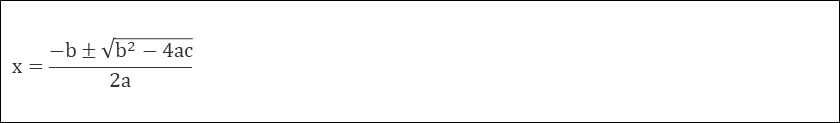 x = (−b ± √(b² − 4ac)) / 2a